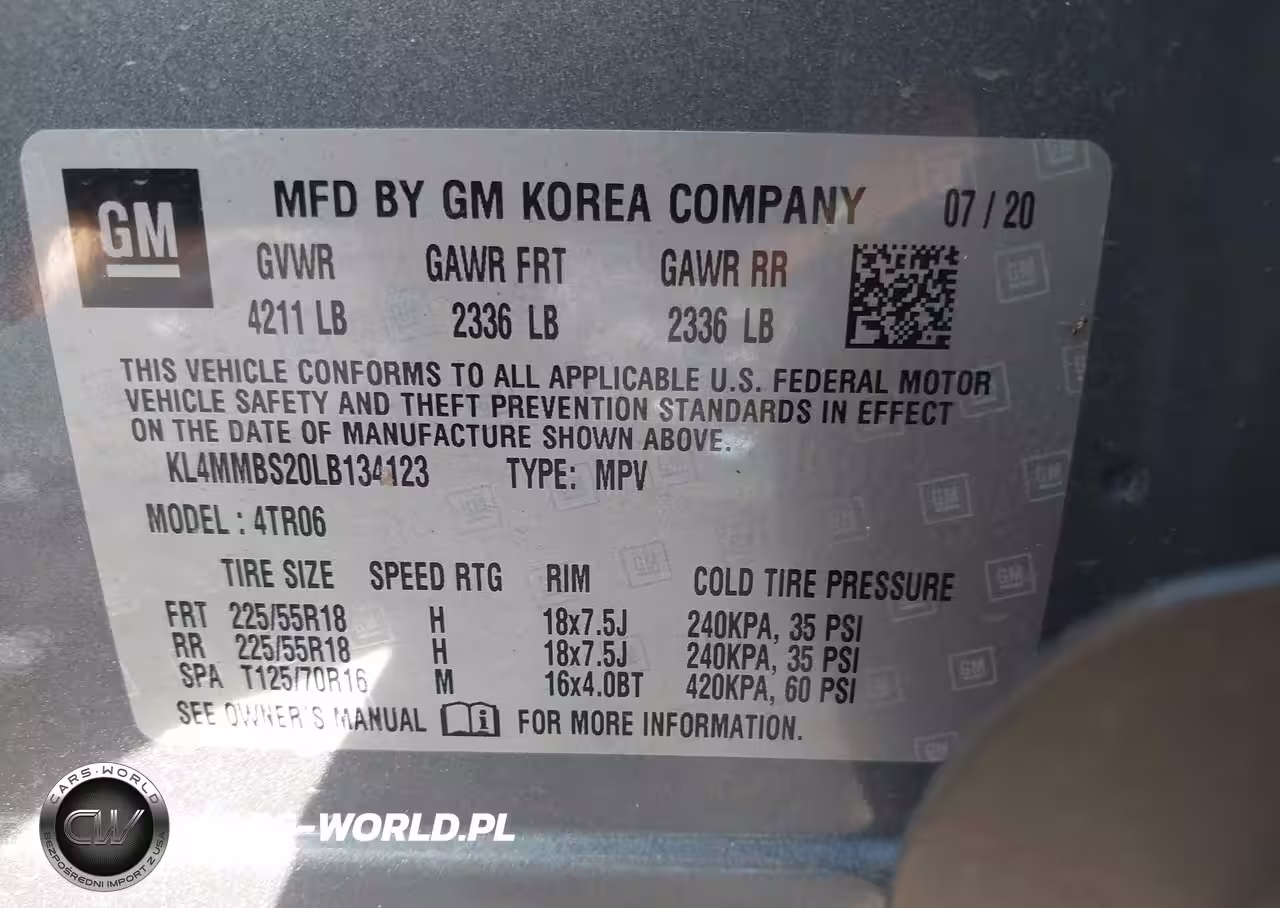 GM
MFD BY GM KOREA COMPANY 07 / 20
GVWR GAWR FRT GAWR RR
4211 LB 2336 LB 2336 LB
THIS VEHICLE CONFORMS TO ALL APPLICABLE U.S. FEDERAL MOTOR
VEHICLE SAFETY AND THEFT PREVENTION STANDARDS IN EFFECT
ON THE DATE OF MANUFACTURE SHOWN ABOVE.
KL4MMBS20LB134123 TYPE: MPV
MODEL : 4TR06
TIRE SIZE SPEED RTG RIM COLD TIRE PRESSURE
FRT 225/55R18 H 18x7.5J 240KPA, 35 PSI
RR 225/55R18 H 18x7.5J 240KPA, 35 PSI
SPA T125/70R16 M 16x4.0BT 420KPA, 60 PSI
SEE OWNER'S MANUAL FOR MORE INFORMATION.
CARS-WORLD
CW
BEZPOŚREDNI IMPORT Z USA
-WORLD.PL